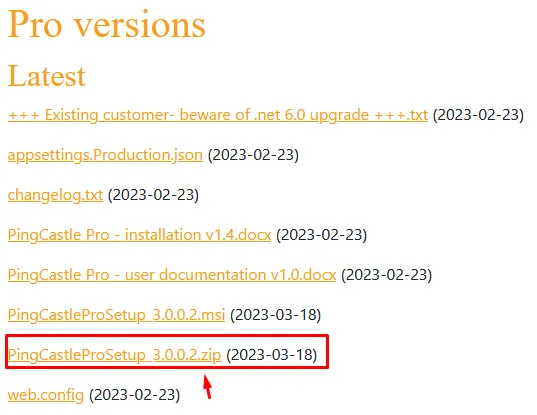 Pro versions
Latest
+++ Existing customer- beware of .net 6.0 upgrade +++.txt (2023-02-23)
appsettings.Production.json (2023-02-23)
changelog.txt (2023-02-23)
PingCastle Pro - installation v1.4.docx (2023-02-23)
PingCastle Pro - user documentation v1.0.docx (2023-02-23)
PingCastleProSetup_3.0.0.2.msi (2023-03-18)
PingCastleProSetup_3.0.0.2.zip (2023-03-18)
web.config (2023-02-23)